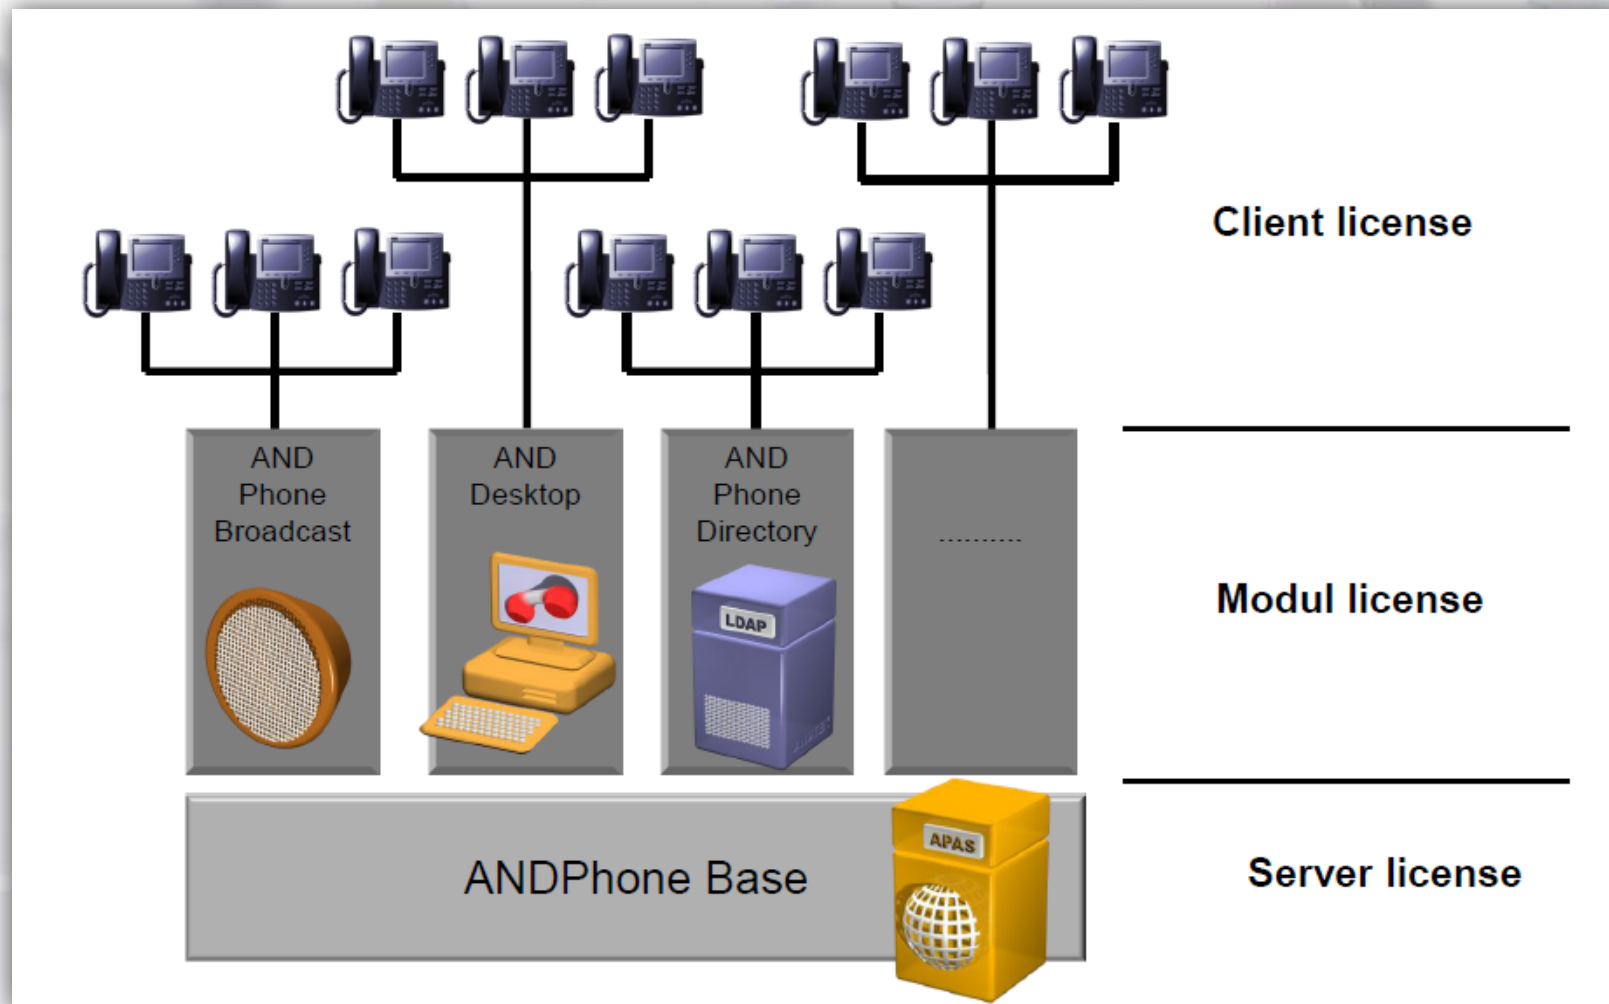 Client license
AND
Phone
Broadcast
AND
Desktop
AND
Phone
Directory
..........
LDAP
Modul license
APAS
ANDPhone Base
Server license